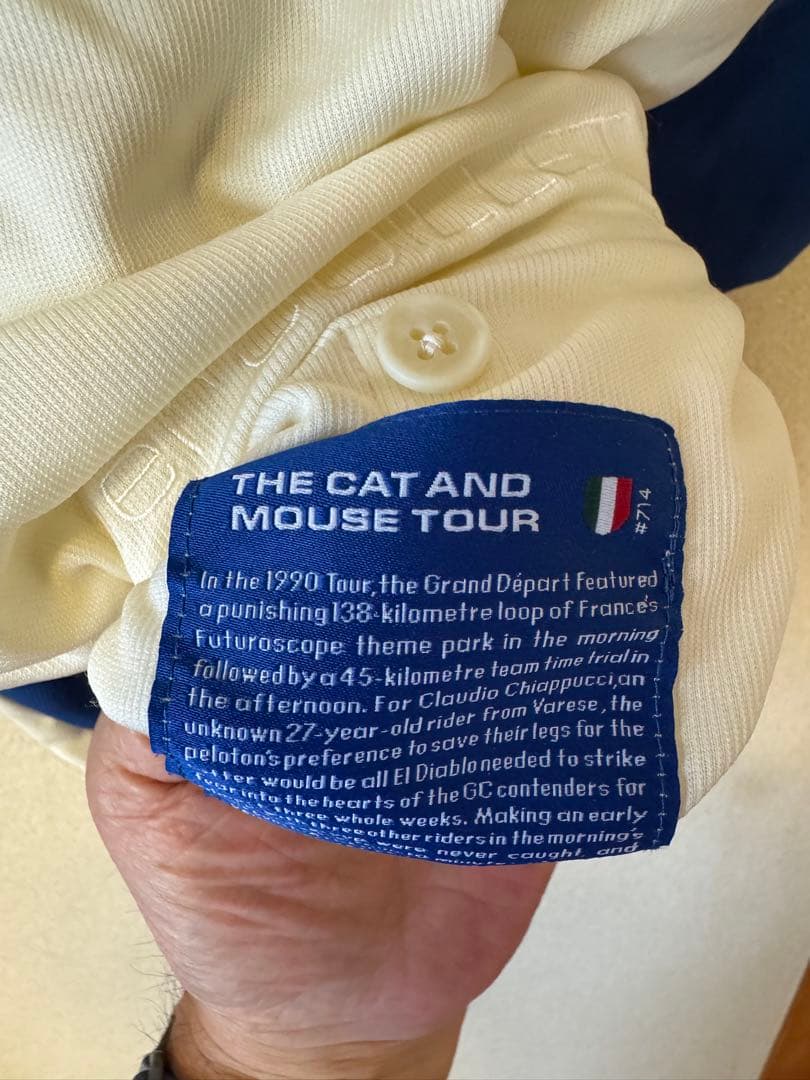 THE CAT AND
MOUSE TOUR
#714
In the 1990 Tour, the Grand Départ featured
a punishing 138-kilometre loop of France's
Futuroscope theme park in the morning
followed by a 45-kilometre team time trial in
the afternoon. For Claudio Chiappucci, an
unknown 27-year-old rider from Varese, the
peloton's preference to save their legs for the
latter would be all El Diablo needed to strike
fear into the hearts of the GC contenders for
three whole weeks. Making an early
three other riders in the morning's
were never caught, and